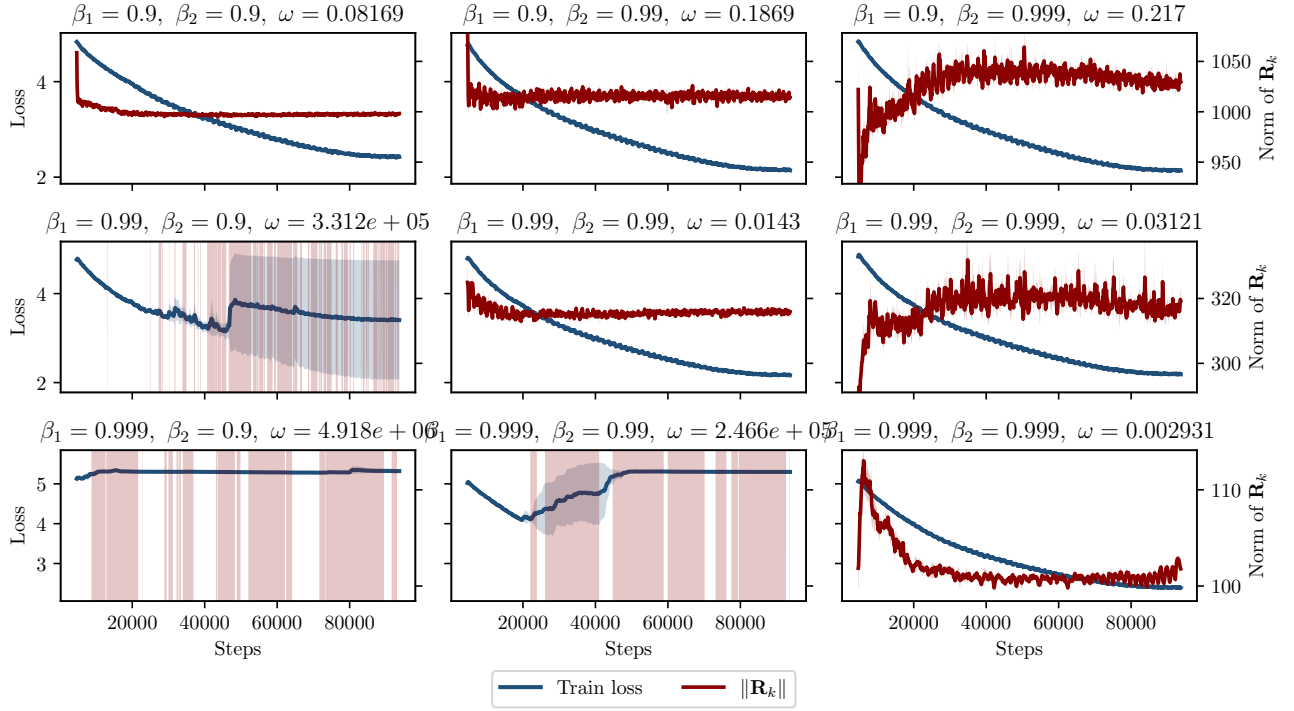 β₁ = 0.9, β₂ = 0.9, ω = 0.08169
β₁ = 0.9, β₂ = 0.99, ω = 0.1869
β₁ = 0.9, β₂ = 0.999, ω = 0.217
4
2
Loss
1050
1000
950
Norm of R_k
β₁ = 0.99, β₂ = 0.9, ω = 3.312e + 05
β₁ = 0.99, β₂ = 0.99, ω = 0.0143
β₁ = 0.99, β₂ = 0.999, ω = 0.03121
4
2
Loss
320
300
Norm of R_k
β₁ = 0.999, β₂ = 0.9, ω = 4.918e + 06
β₁ = 0.999, β₂ = 0.99, ω = 2.466e + 05
β₁ = 0.999, β₂ = 0.999, ω = 0.002931
5
4
3
Loss
110
100
Norm of R_k
20000 40000 60000 80000
20000 40000 60000 80000
20000 40000 60000 80000
Steps
Steps
Steps
Train loss
‖R_k‖